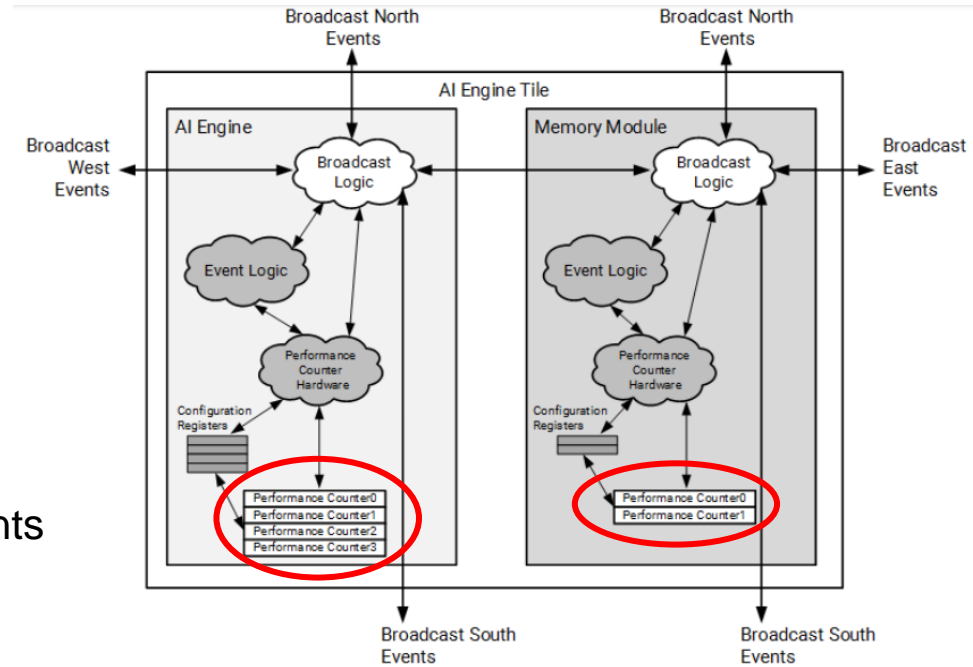 Broadcast North
Events
Broadcast North
Events
AI Engine Tile
AI Engine
Memory Module
Broadcast
West
Events
Broadcast
Logic
Broadcast
Logic
Broadcast
East
Events
Event Logic
Event Logic
Performance
Counter
Hardware
Performance
Counter
Hardware
Configuration
Registers
Configuration
Registers
Performance Counter0
Performance Counter1
Performance Counter2
Performance Counter3
Performance Counter0
Performance Counter1
nts
Broadcast South
Events
Broadcast South
Events